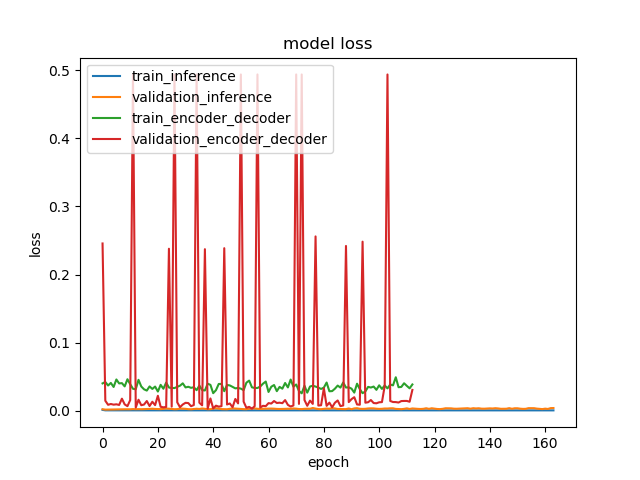 model loss
train_inference
validation_inference
train_encoder_decoder
validation_encoder_decoder
0.5
0.4
0.3
0.2
0.1
0.0
loss
0 20 40 60 80 100 120 140 160
epoch